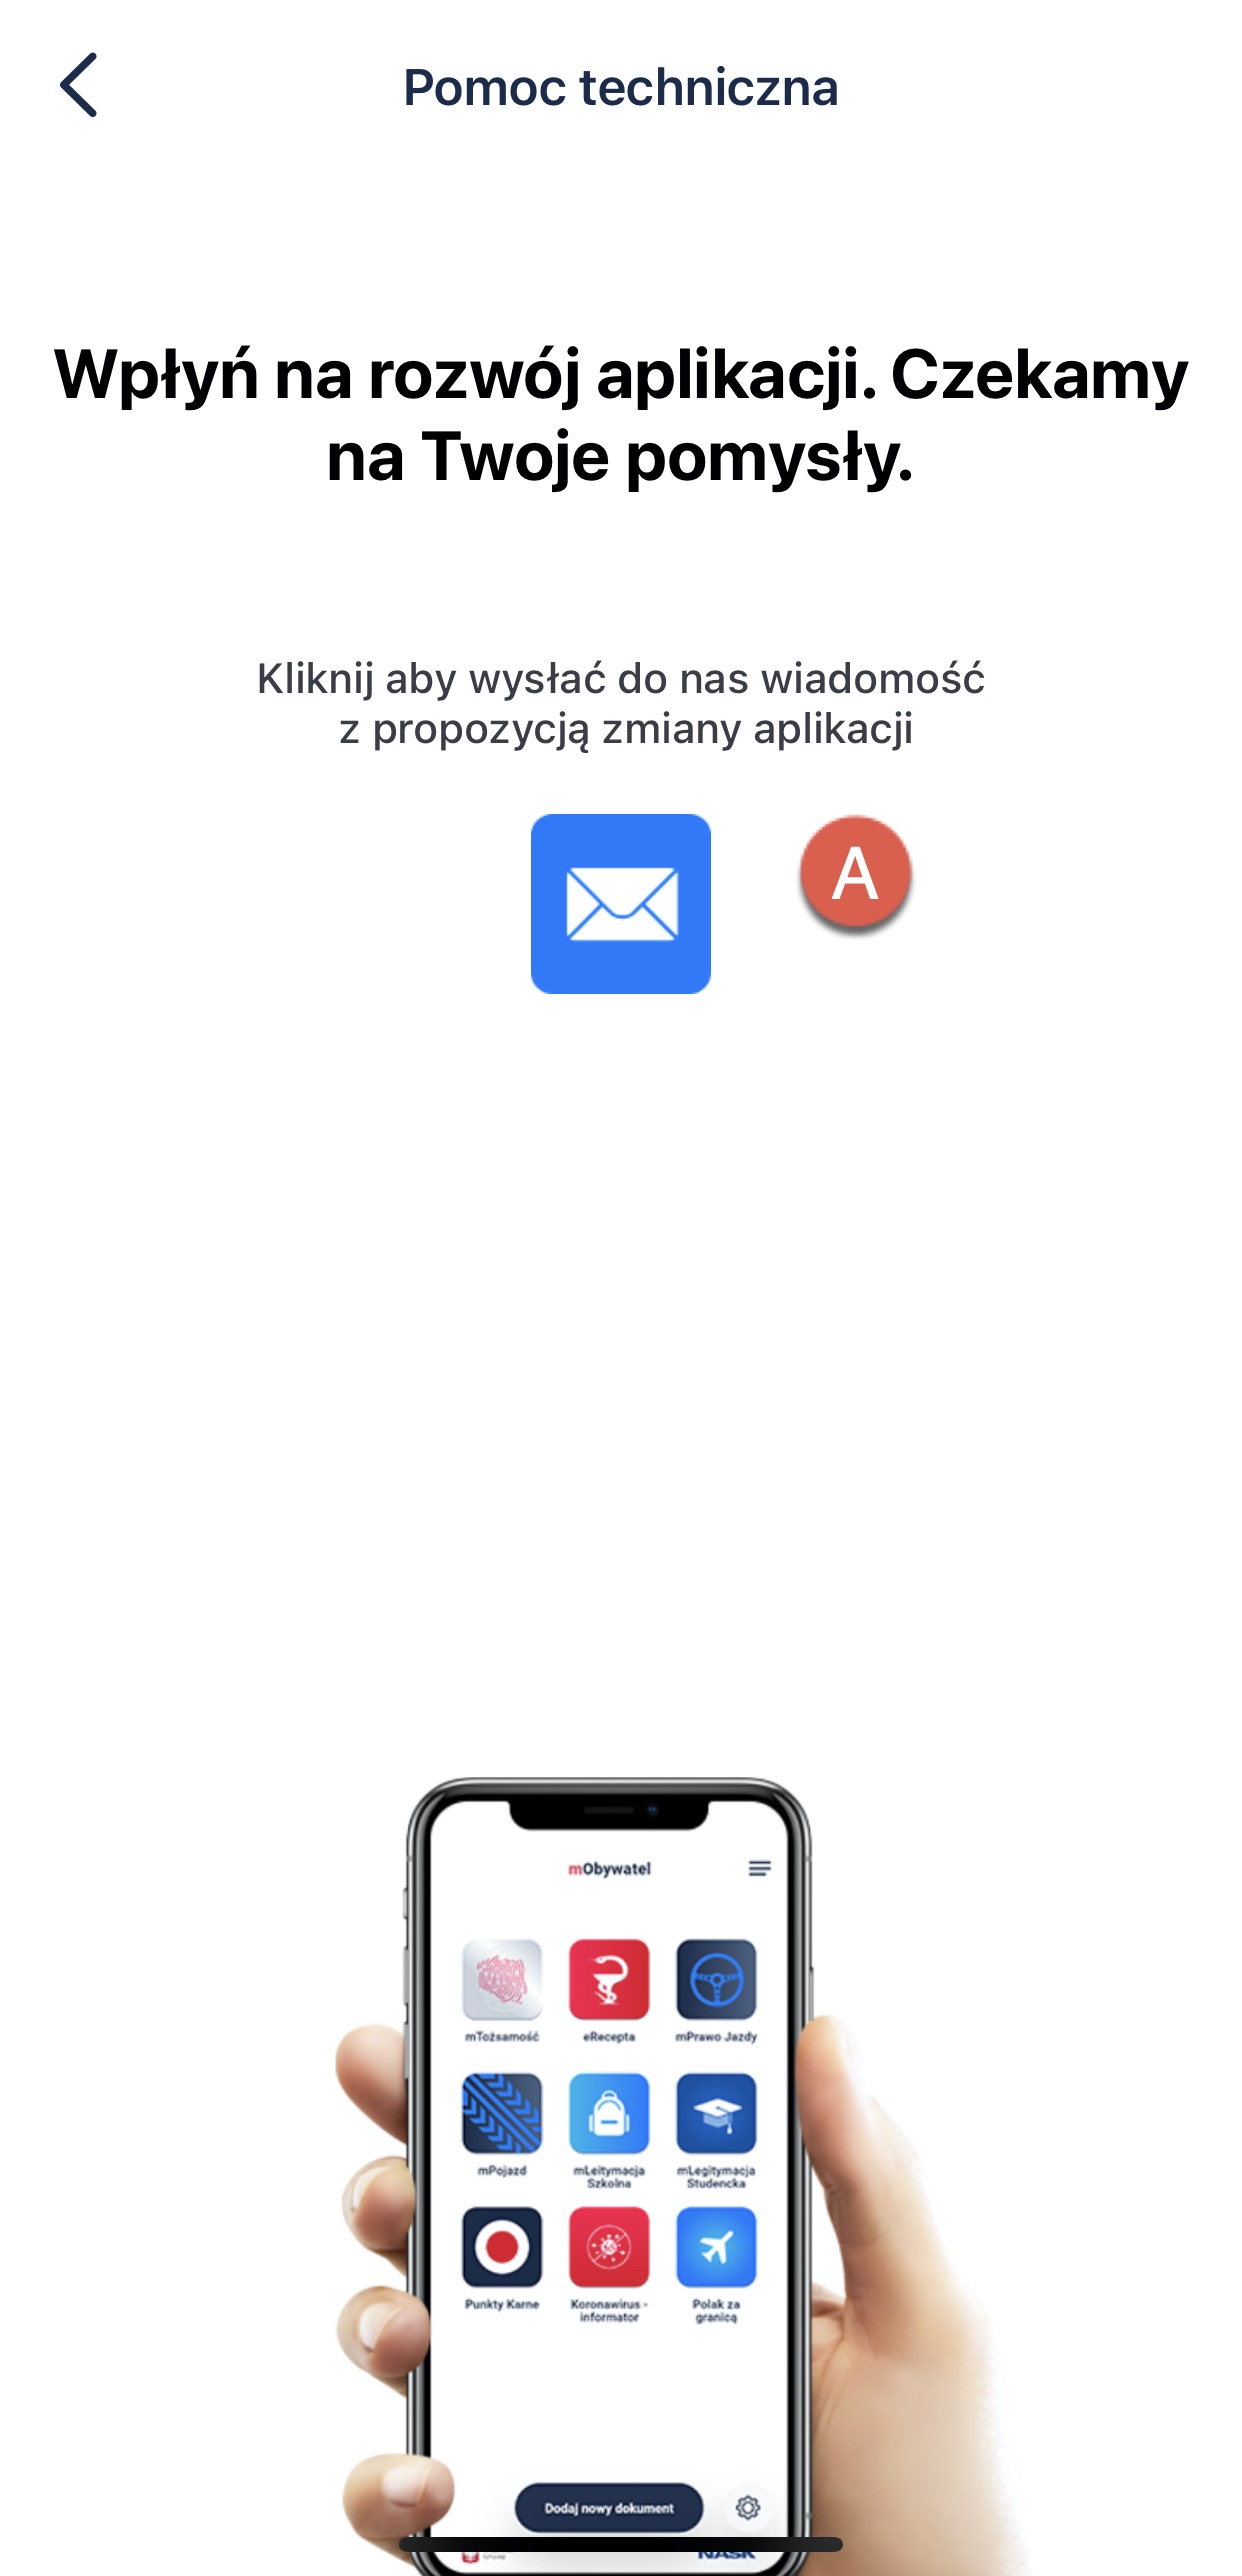 Pomoc techniczna
Wpłyń na rozwój aplikacji. Czekamy
na Twoje pomysły.
Kliknij aby wysłać do nas wiadomość
z propozycją zmiany aplikacji
A
mObywatel
mTożsamość eRecepta mPrawo Jazdy
mPojazd mLeitymacja Szkolna mLegitymacja Studencka
Punkty Karne Koronawirus - informator Polak za granicą
Dodaj nowy dokument
NASK